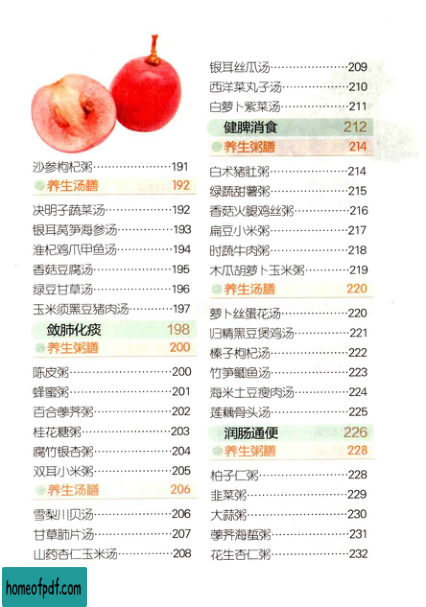 沙参枸杞粥························191
养生汤膳 192
决明子蔬菜汤····················192
银耳莴笋海参汤················193
淮杞鸡爪甲鱼汤················194
香菇豆腐汤························195
绿豆甘草汤························196
玉米须黑豆猪肉汤············197
敛肺化痰 198
养生粥膳 200
陈皮粥································200
蜂蜜粥································201
百合荸荠粥························202
桂花糖粥····························203
腐竹银杏粥························204
双耳小米粥························205
养生汤膳 206
雪梨川贝汤························206
甘草肺片汤························207
山药杏仁玉米汤················208
银耳丝瓜汤························209
西洋菜丸子汤····················210
白萝卜紫菜汤····················211
健脾消食 212
养生粥膳 214
白术猪肚粥························214
绿蔬甜薯粥························215
香菇火腿鸡丝粥················216
扁豆小米粥························217
时蔬牛肉粥························218
木瓜胡萝卜玉米粥············219
养生汤膳 220
萝卜丝蛋花汤····················220
归精黑豆煲鸡汤················221
榛子枸杞汤························222
竹笋鲫鱼汤························223
海米土豆瘦肉汤················224
莲藕骨头汤························225
润肠通便 226
养生粥膳 228
柏子仁粥····························228
韭菜粥································229
大蒜粥································230
荸荠海蜇粥························231
花生杏仁粥························232
homeofpdf.com